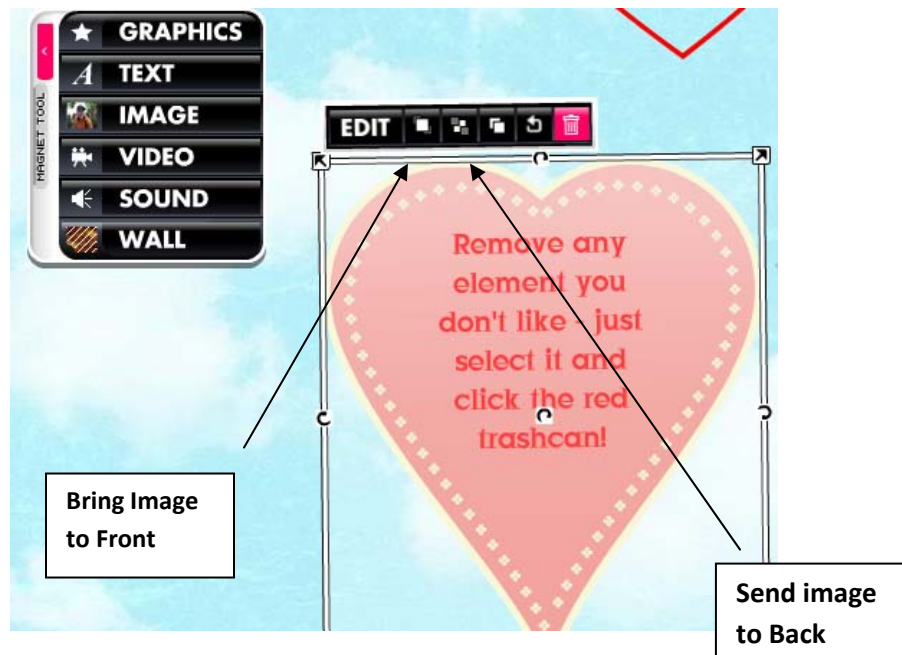 GRAPHICS
TEXT
IMAGE
VIDEO
SOUND
WALL
MAGNET TOOL
EDIT
Remove any
element you
don't like - just
select it and
click the red
trashcan!
Bring Image
to Front
Send image
to Back